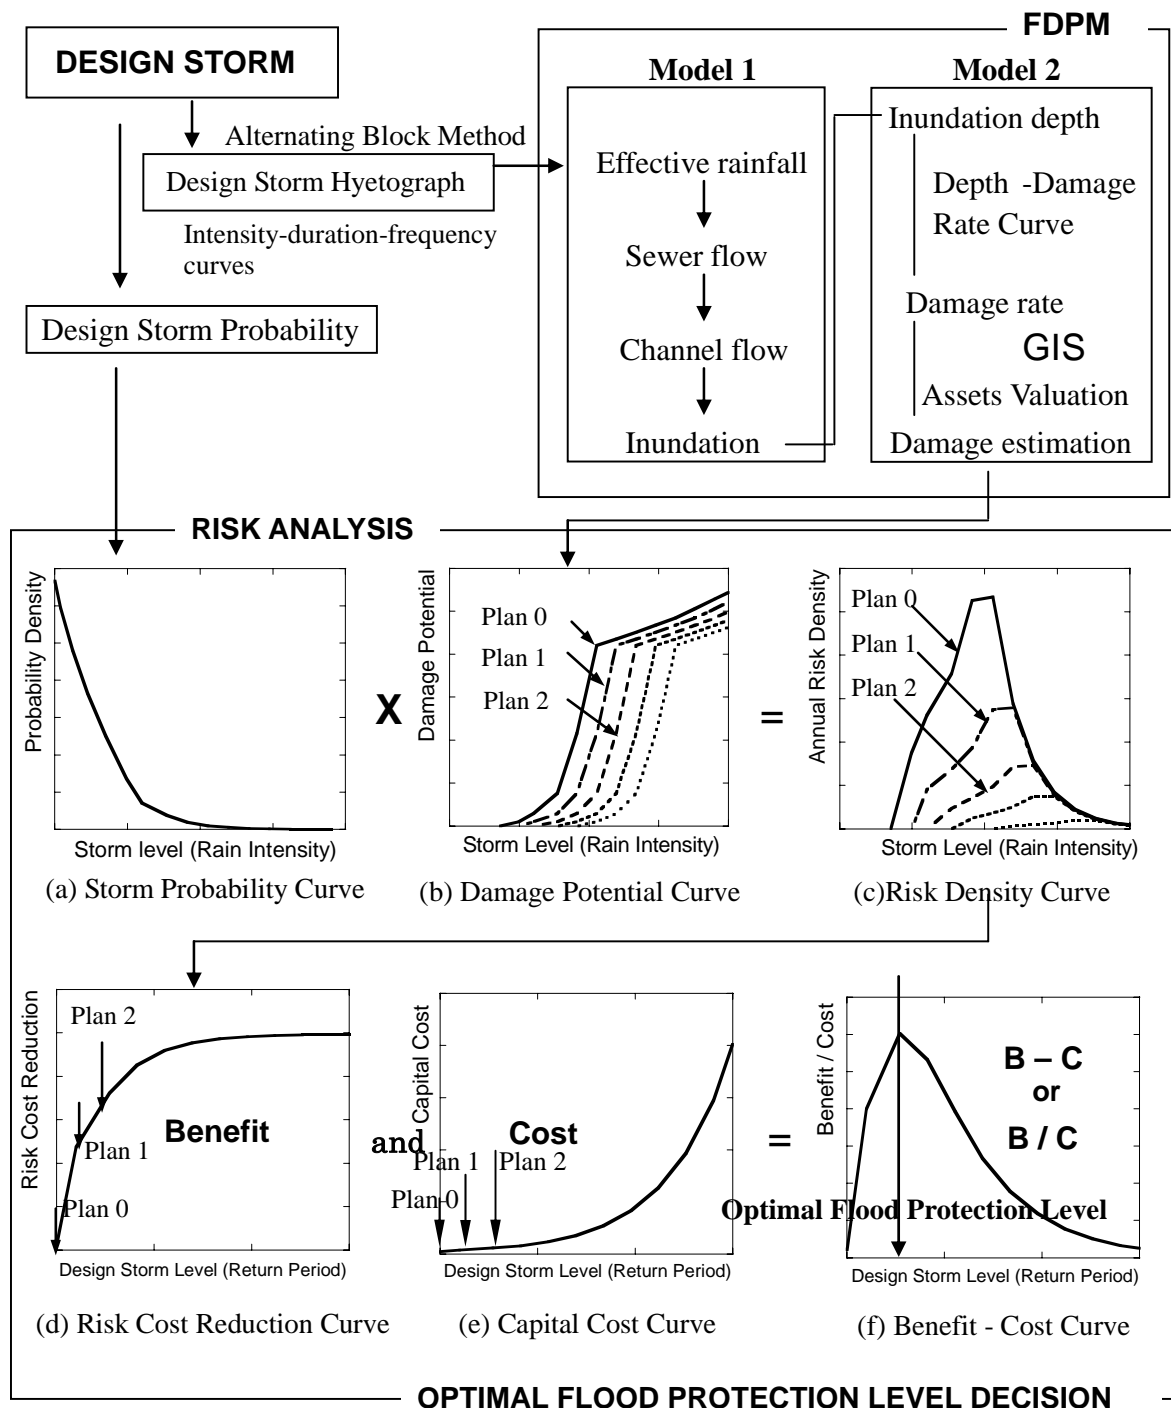 FDPM
DESIGN STORM
Model 1
Model 2
Alternating Block Method
Design Storm Hyetograph
Intensity-duration-frequency
curves
Design Storm Probability
Effective rainfall
Sewer flow
Channel flow
Inundation
Inundation depth
Depth -Damage
Rate Curve
Damage rate
GIS
Assets Valuation
Damage estimation
RISK ANALYSIS
Probability Density
Storm level (Rain Intensity)
(a) Storm Probability Curve
X
Damage Potential
Plan 0
Plan 1
Plan 2
Storm Level (Rain Intensity)
(b) Damage Potential Curve
=
Annual Risk Density
Plan 0
Plan 1
Plan 2
Storm Level (Rain Intensity)
(c)Risk Density Curve
Risk Cost Reduction
Plan 2
Benefit
Plan 1
Plan 0
Design Storm Level (Return Period)
(d) Risk Cost Reduction Curve
and
Capital Cost
Cost
Plan 1
Plan 2
Plan 0
Design Storm Level (Return Period)
(e) Capital Cost Curve
=
Benefit / Cost
B – C
or
B / C
Optimal Flood Protection Level
Design Storm Level (Return Period)
(f) Benefit - Cost Curve
OPTIMAL FLOOD PROTECTION LEVEL DECISION